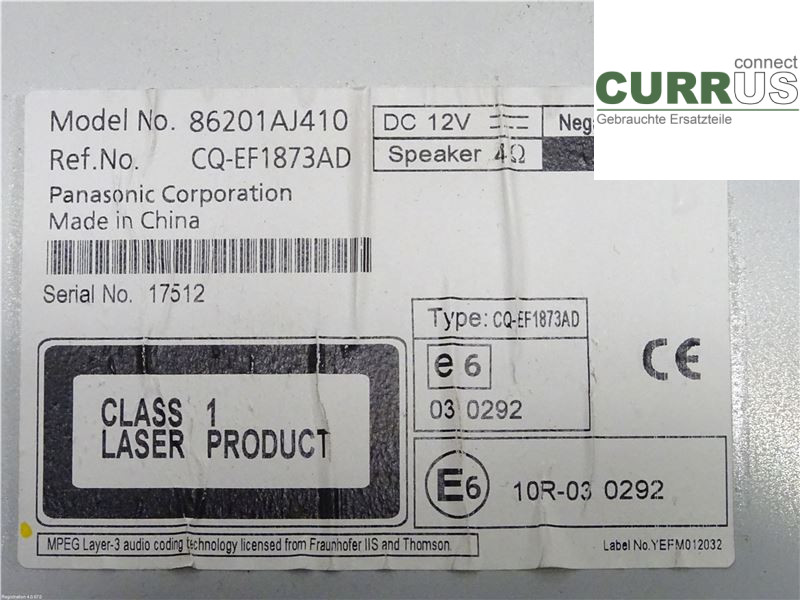 connect
CURRUS
Gebrauchte Ersatzteile
Model No. 86201AJ410
Ref.No. CQ-EF1873AD
Panasonic Corporation
Made in China
DC 12V
Neg
Speaker 4Ω
Serial No. 17512
Type: CQ-EF1873AD
e6
03 0292
CE
CLASS 1
LASER PRODUCT
E6
10R-03 0292
MPEG Layer-3 audio coding technology licensed from Fraunhofer IIS and Thomson.
Label No.YEFM012032